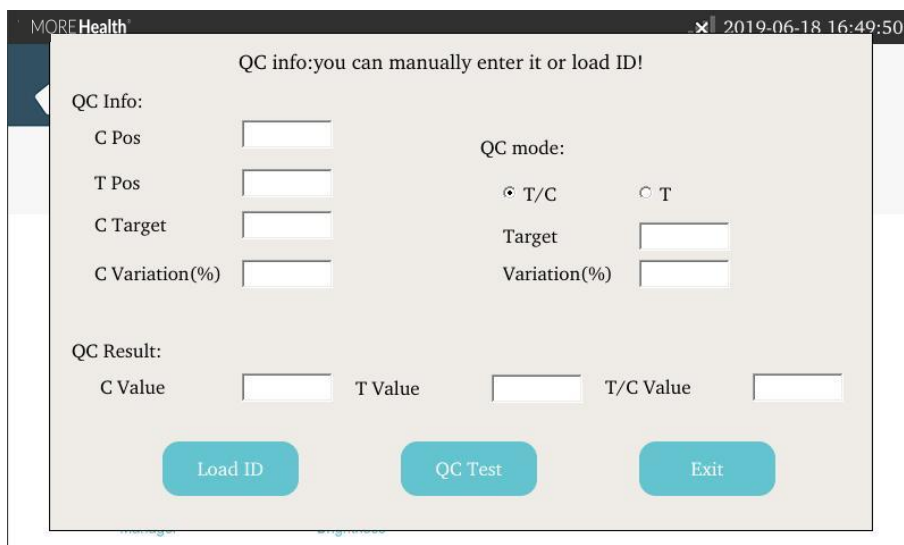 MOREHealth
2019-06-18 16:49:50
QC info:you can manually enter it or load ID!
QC Info:
C Pos
QC mode:
T Pos
T/C T
C Target
Target
C Variation(%)
Variation(%)
QC Result:
C Value T Value T/C Value
Load ID QC Test Exit